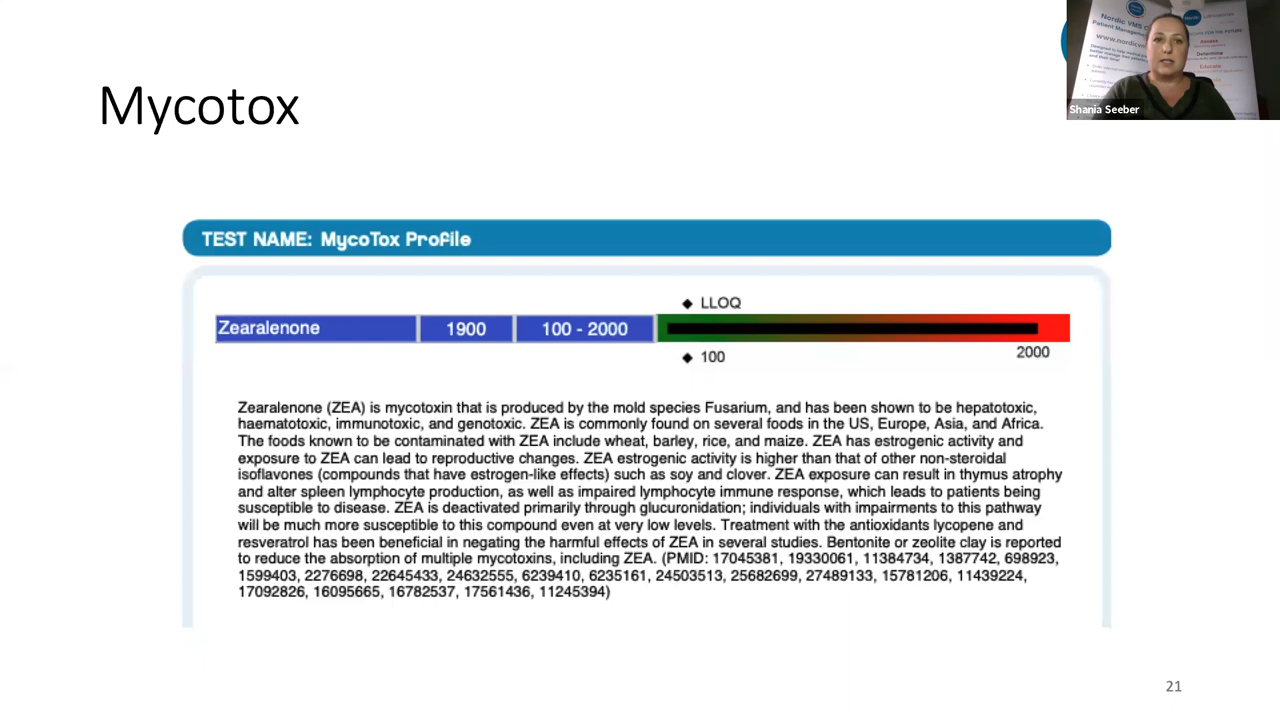 Mycotox
Nordic VMS
Patient Manage
www.nordicv
Assess
Determine
Educate
Shania Seeber
TEST NAME: MycoTox Profile
◆ LLOQ
Zearalenone 1900 100 - 2000
◆ 100 2000
Zearalenone (ZEA) is mycotoxin that is produced by the mold species Fusarium, and has been shown to be hepatotoxic,
haematotoxic, immunotoxic, and genotoxic. ZEA is commonly found on several foods in the US, Europe, Asia, and Africa.
The foods known to be contaminated with ZEA include wheat, barley, rice, and maize. ZEA has estrogenic activity and
exposure to ZEA can lead to reproductive changes. ZEA estrogenic activity is higher than that of other non-steroidal
isoflavones (compounds that have estrogen-like effects) such as soy and clover. ZEA exposure can result in thymus atrophy
and alter spleen lymphocyte production, as well as impaired lymphocyte immune response, which leads to patients being
susceptible to disease. ZEA is deactivated primarily through glucuronidation; individuals with impairments to this pathway
will be much more susceptible to this compound even at very low levels. Treatment with the antioxidants lycopene and
resveratrol has been beneficial in negating the harmful effects of ZEA in several studies. Bentonite or zeolite clay is reported
to reduce the absorption of multiple mycotoxins, including ZEA. (PMID: 17045381, 19330061, 11384734, 1387742, 698923,
1599403, 2276698, 22645433, 24632555, 6239410, 6235161, 24503513, 25682699, 27489133, 15781206, 11439224,
17092826, 16095665, 16782537, 17561436, 11245394)
21